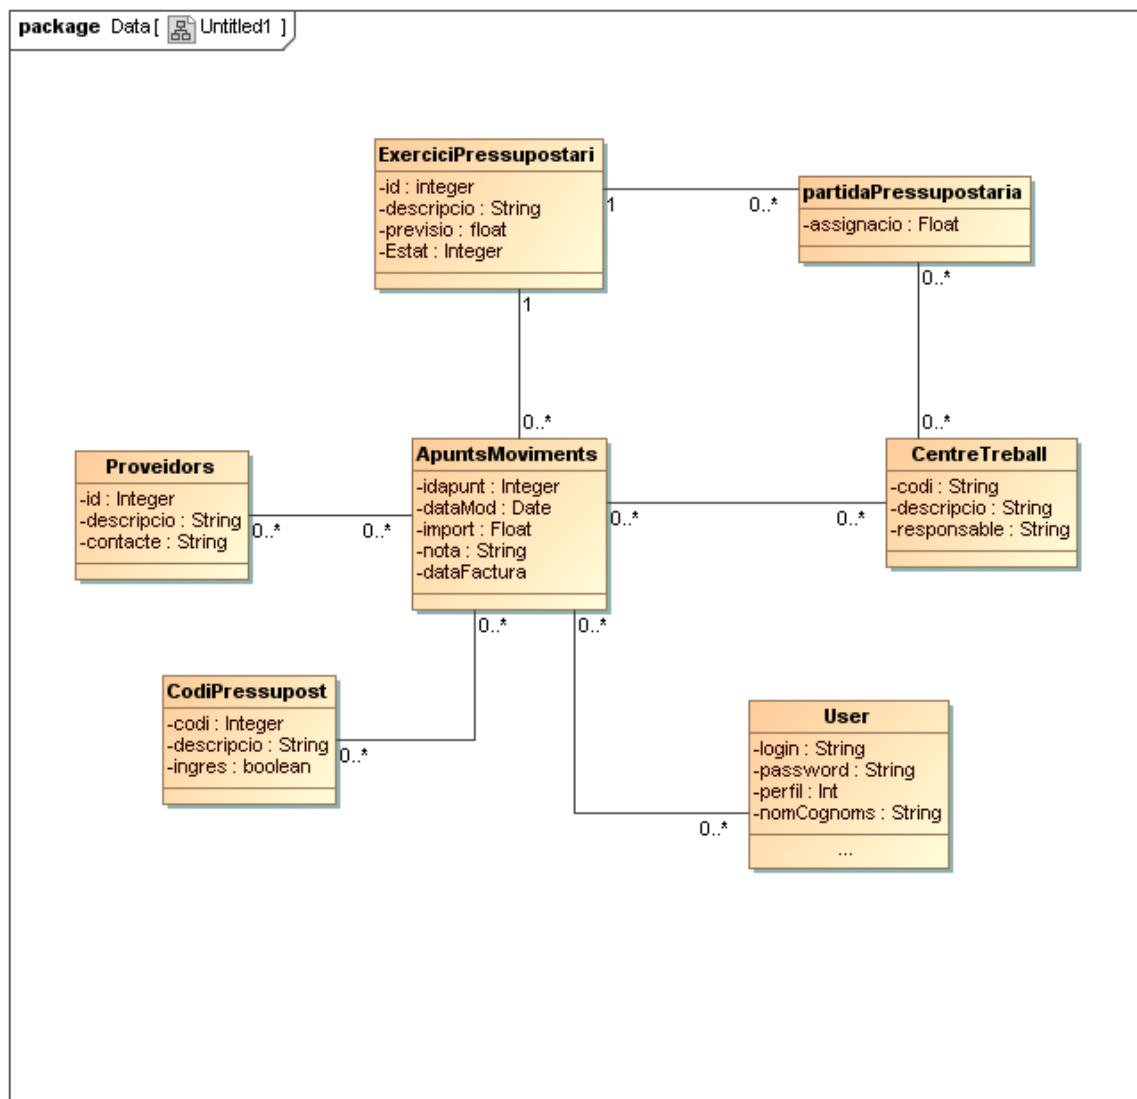 package Data [ Untitled1 ]
ExerciciPressupostari
-id : integer
-descripcio : String
-previsio : float
-Estat : Integer
1
0..*
partidaPressupostaria
-assignacio : Float
0..*
1
0..*
0..*
Proveidors
-id : Integer
-descripcio : String
-contacte : String
0..*
0..*
ApuntsMoviments
-idapunt : Integer
-dataMod : Date
-import : Float
-nota : String
-dataFactura
0..*
0..*
CentreTreball
-codi : String
-descripcio : String
-responsable : String
0..*
0..*
CodiPressupost
-codi : Integer
-descripcio : String
-ingres : boolean
0..*
User
-login : String
-password : String
-perfil : Int
-nomCognoms : String
...
0..*